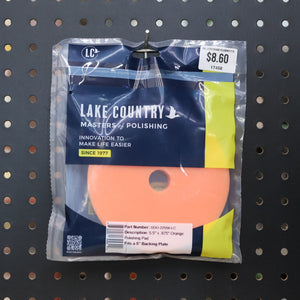 LC
$8.60
17458
LAKE COUNTRY
MASTERS of POLISHING
INNOVATION TO
MAKE LIFE EASIER
SINCE 1977
Description: 5.5" x .875" Orange
Polishing Pad
Fits a 5" Backing Plate